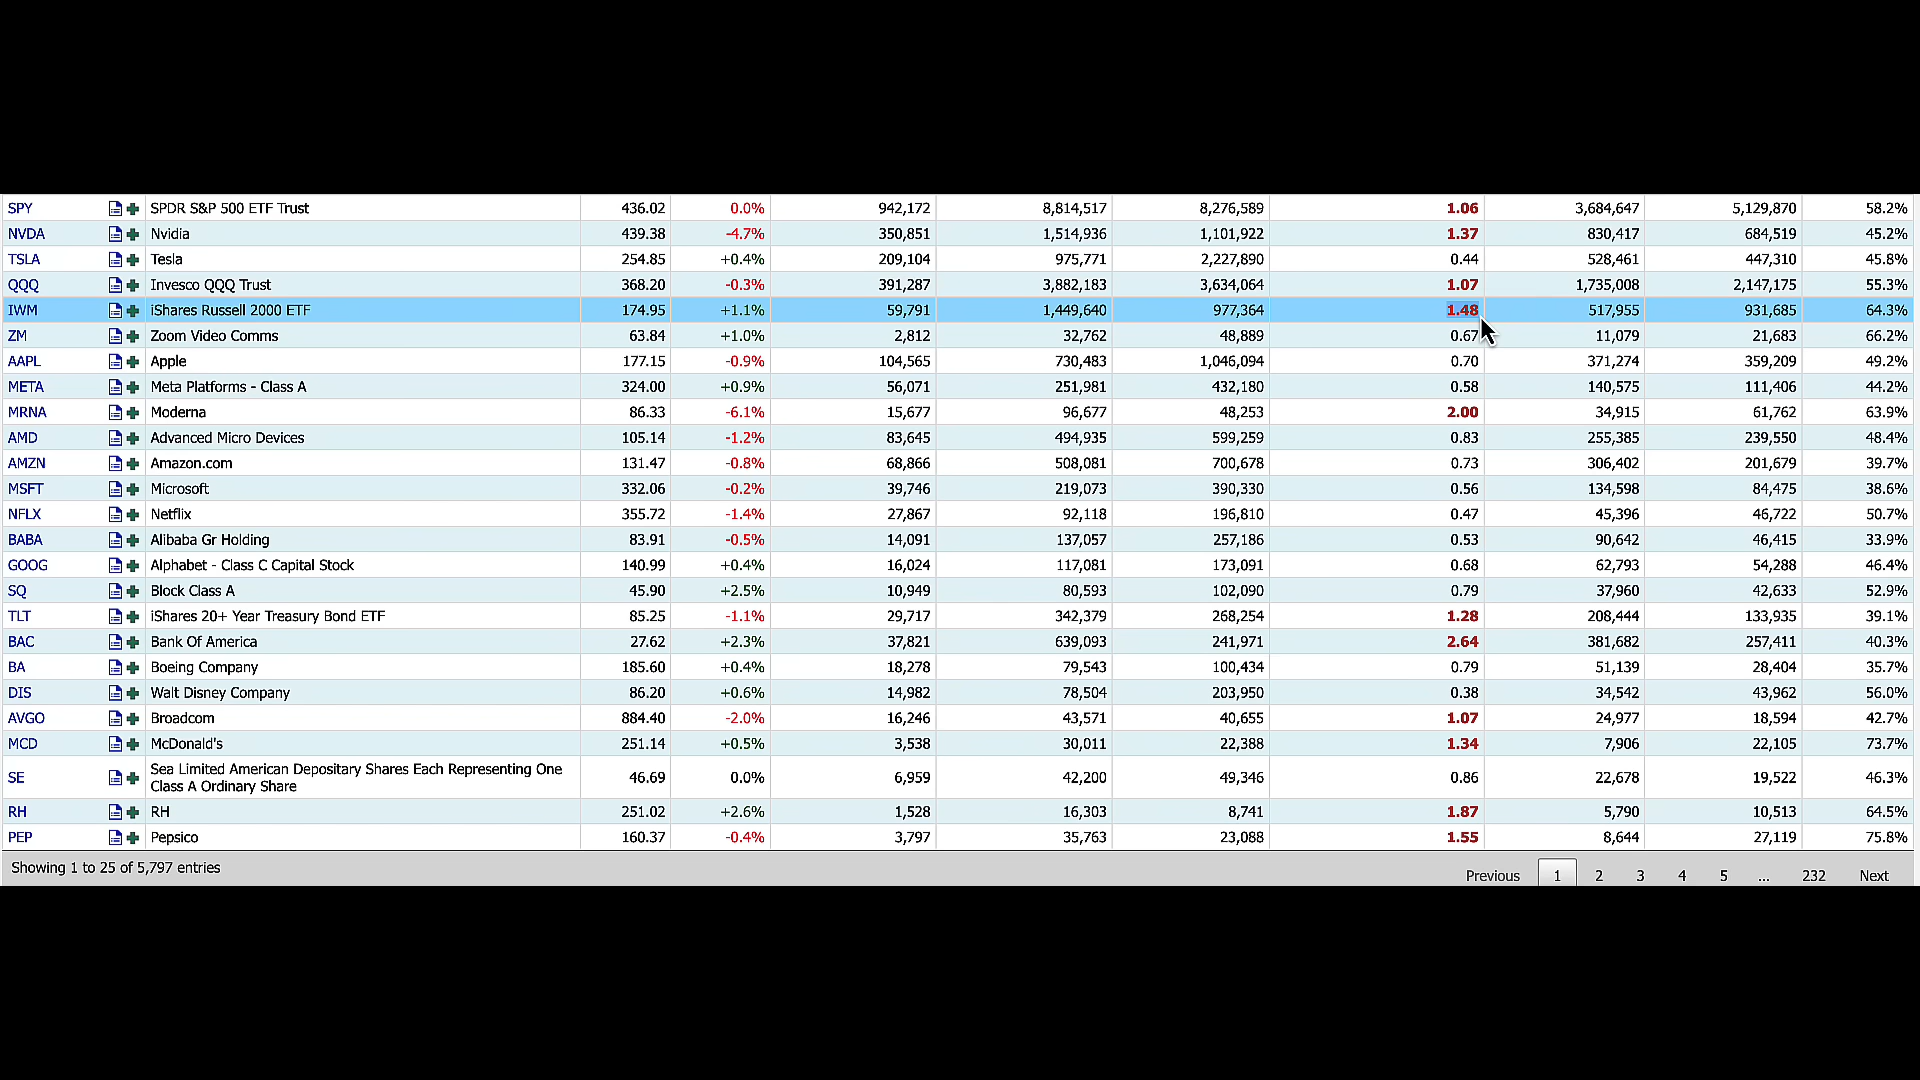 SPY SPDR S&P 500 ETF Trust 436.02 0.0% 942,172 8,814,517 8,276,589 1.06 3,684,647 5,129,870 58.2%
NVDA Nvidia 439.38 -4.7% 350,851 1,514,936 1,101,922 1.37 830,417 684,519 45.2%
TSLA Tesla 254.85 +0.4% 209,104 975,771 2,227,890 0.44 528,461 447,310 45.8%
QQQ Invesco QQQ Trust 368.20 -0.3% 391,287 3,882,183 3,634,064 1.07 1,735,008 2,147,175 55.3%
IWM iShares Russell 2000 ETF 174.95 +1.1% 59,791 1,449,640 977,364 1.48 517,955 931,685 64.3%
ZM Zoom Video Comms 63.84 +1.0% 2,812 32,762 48,889 0.67 11,079 21,683 66.2%
AAPL Apple 177.15 -0.9% 104,565 730,483 1,046,094 0.70 371,274 359,209 49.2%
META Meta Platforms - Class A 324.00 +0.9% 56,071 251,981 432,180 0.58 140,575 111,406 44.2%
MRNA Moderna 86.33 -6.1% 15,677 96,677 48,253 2.00 34,915 61,762 63.9%
AMD Advanced Micro Devices 105.14 -1.2% 83,645 494,935 599,259 0.83 255,385 239,550 48.4%
AMZN Amazon.com 131.47 -0.8% 68,866 508,081 700,678 0.73 306,402 201,679 39.7%
MSFT Microsoft 332.06 -0.2% 39,746 219,073 390,330 0.56 134,598 84,475 38.6%
NFLX Netflix 355.72 -1.4% 27,867 92,118 196,810 0.47 45,396 46,722 50.7%
BABA Alibaba Gr Holding 83.91 -0.5% 14,091 137,057 257,186 0.53 90,642 46,415 33.9%
GOOG Alphabet - Class C Capital Stock 140.99 +0.4% 16,024 117,081 173,091 0.68 62,793 54,288 46.4%
SQ Block Class A 45.90 +2.5% 10,949 80,593 102,090 0.79 37,960 42,633 52.9%
TLT iShares 20+ Year Treasury Bond ETF 85.25 -1.1% 29,717 342,379 268,254 1.28 208,444 133,935 39.1%
BAC Bank Of America 27.62 +2.3% 37,821 639,093 241,971 2.64 381,682 257,411 40.3%
BA Boeing Company 185.60 +0.4% 18,278 79,543 100,434 0.79 51,139 28,404 35.7%
DIS Walt Disney Company 86.20 +0.6% 14,982 78,504 203,950 0.38 34,542 43,962 56.0%
AVGO Broadcom 884.40 -2.0% 16,246 43,571 40,655 1.07 24,977 18,594 42.7%
MCD McDonald's 251.14 +0.5% 3,538 30,011 22,388 1.34 7,906 22,105 73.7%
SE Sea Limited American Depositary Shares Each Representing One
Class A Ordinary Share 46.69 0.0% 6,959 42,200 49,346 0.86 22,678 19,522 46.3%
RH RH 251.02 +2.6% 1,528 16,303 8,741 1.87 5,790 10,513 64.5%
PEP Pepsico 160.37 -0.4% 3,797 35,763 23,088 1.55 8,644 27,119 75.8%
Showing 1 to 25 of 5,797 entries
Previous 1 2 3 4 5 ... 232 Next